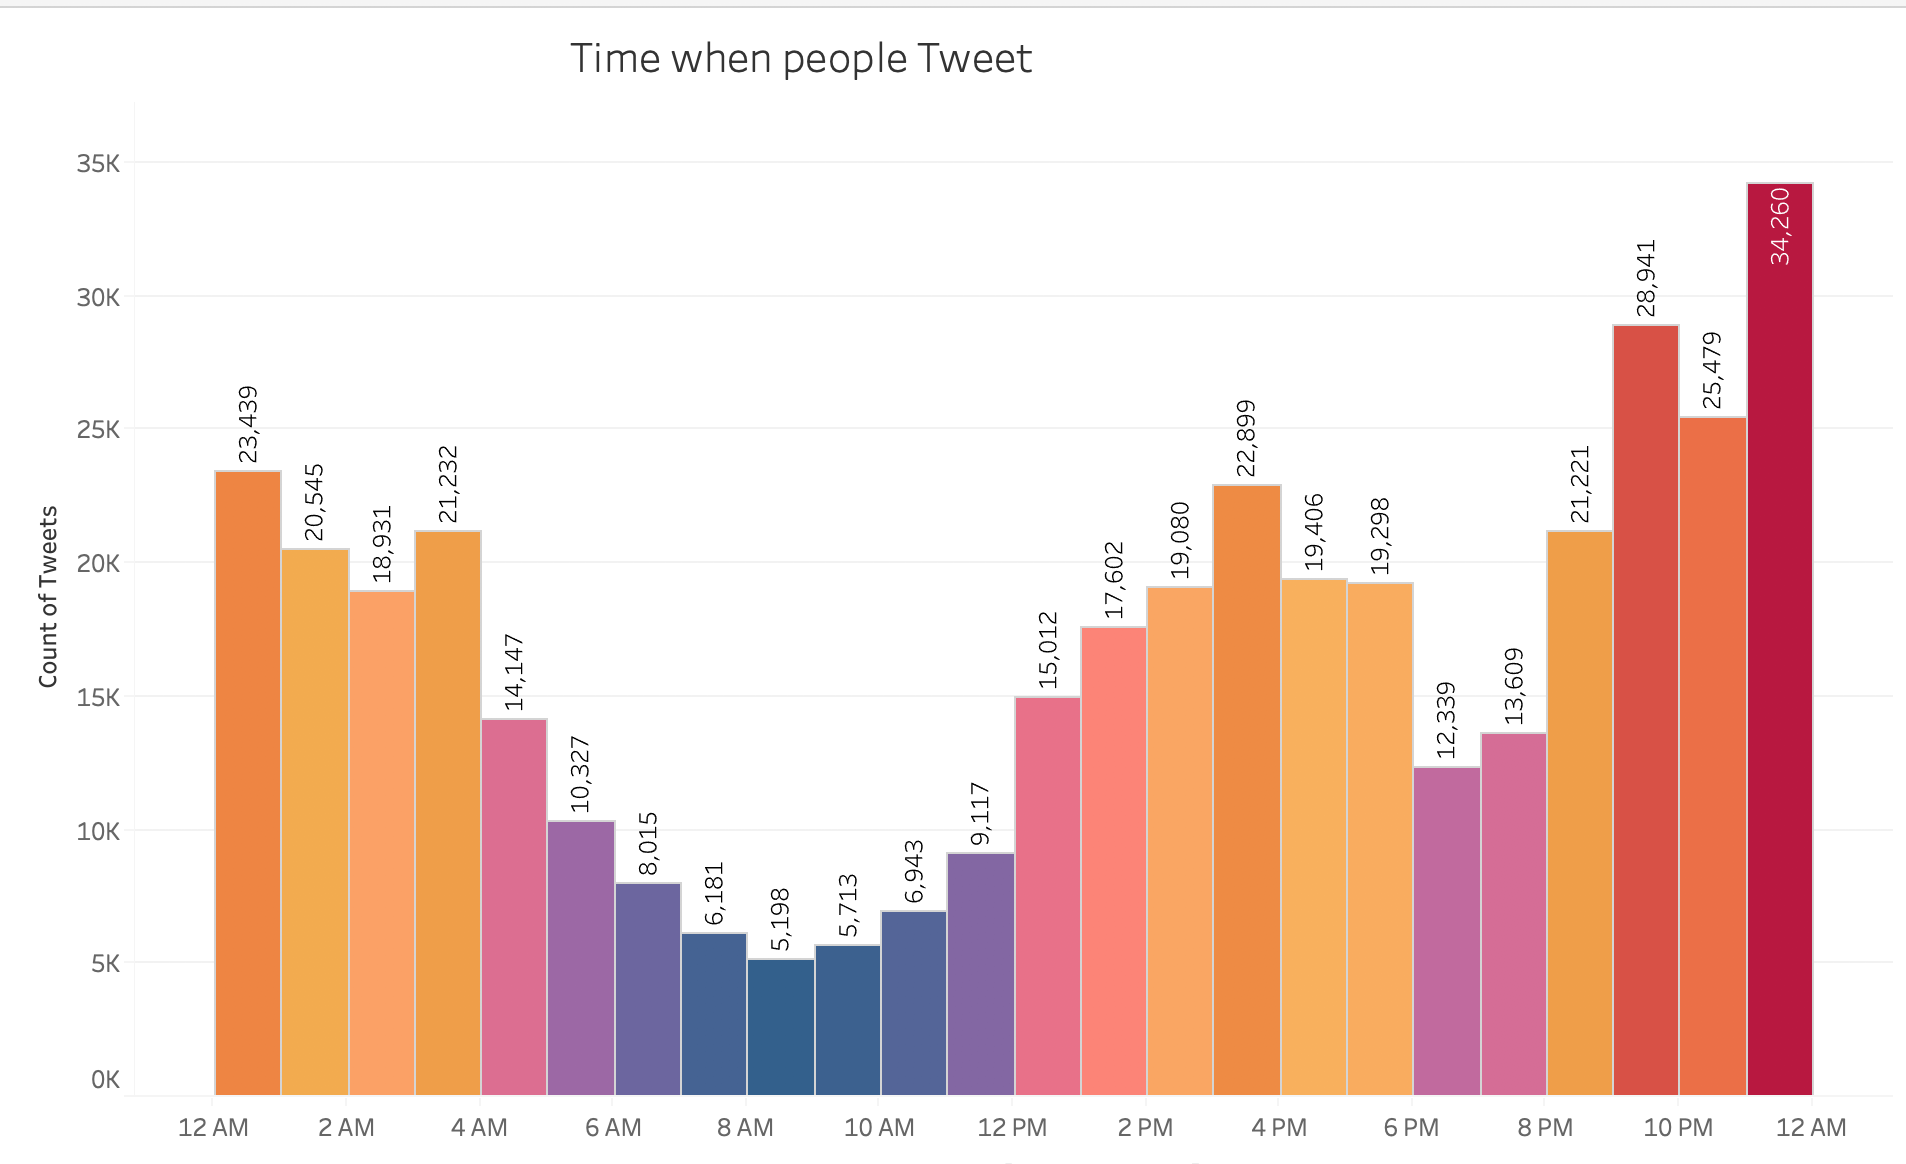 Time when people Tweet
Count of Tweets
35K
30K
25K
20K
15K
10K
5K
0K
23,439
20,545
18,931
21,232
14,147
10,327
8,015
6,181
5,198
5,713
6,943
9,117
15,012
17,602
19,080
22,899
19,406
19,298
12,339
13,609
21,221
28,941
25,479
34,260
12 AM 2 AM 4 AM 6 AM 8 AM 10 AM 12 PM 2 PM 4 PM 6 PM 8 PM 10 PM 12 AM